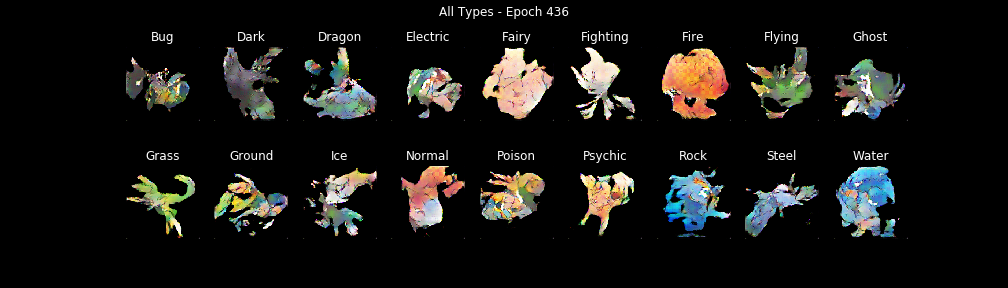 All Types - Epoch 436
Bug Dark Dragon Electric Fairy Fighting Fire Flying Ghost
Grass Ground Ice Normal Poison Psychic Rock Steel Water